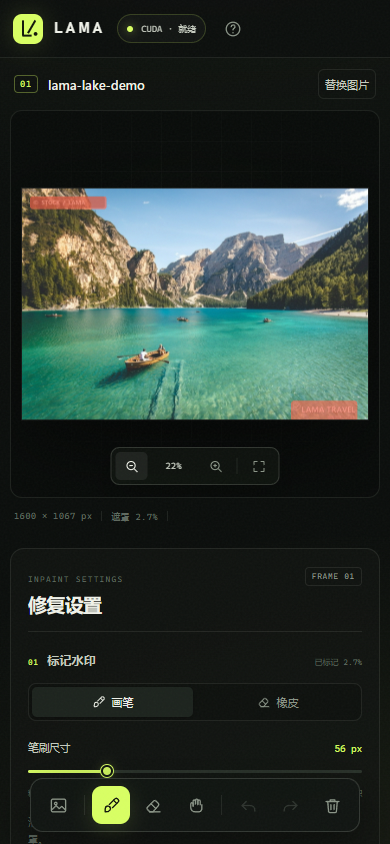 LAMA
CUDA · 就绪
01
lama-lake-demo
替换图片
LAMA TRAVEL
22%
1600 × 1067 px
遮罩 2.7%
INPAINT SETTINGS
FRAME 01
修复设置
01 标记水印
已标记 2.7%
画笔
橡皮
笔刷尺寸
56 px